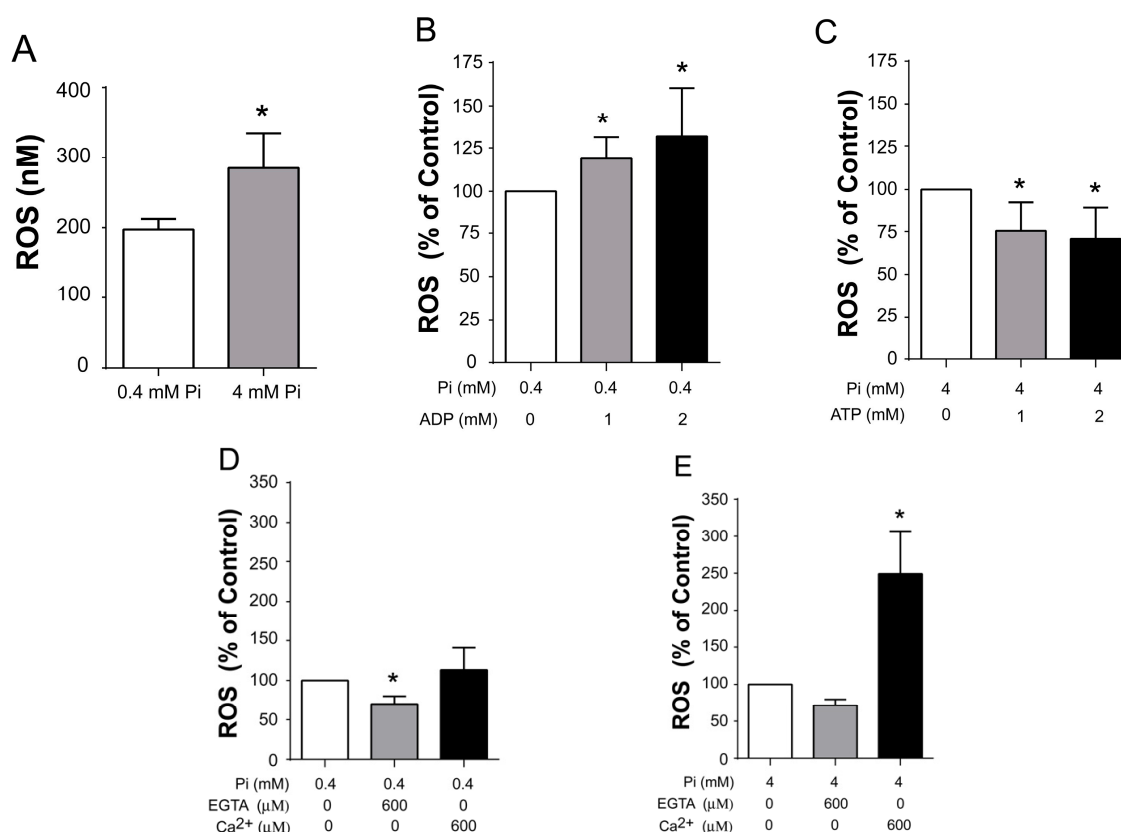 A
ROS (nM)
400
300
200
100
0
*
0.4 mM Pi 4 mM Pi
B
ROS (% of Control)
175
150
125
100
75
50
25
0
* *
Pi (mM) 0.4 0.4 0.4
ADP (mM) 0 1 2
C
ROS (% of Control)
175
150
125
100
75
50
25
0
* *
Pi (mM) 4 4 4
ATP (mM) 0 1 2
D
ROS (% of Control)
350
300
250
200
150
100
50
0
*
Pi (mM) 0.4 0.4 0.4
EGTA (µM) 0 600 0
Ca2+ (µM) 0 0 600
E
ROS (% of Control)
350
300
250
200
150
100
50
0
*
Pi (mM) 4 4 4
EGTA (µM) 0 600 0
Ca2+ (µM) 0 0 600